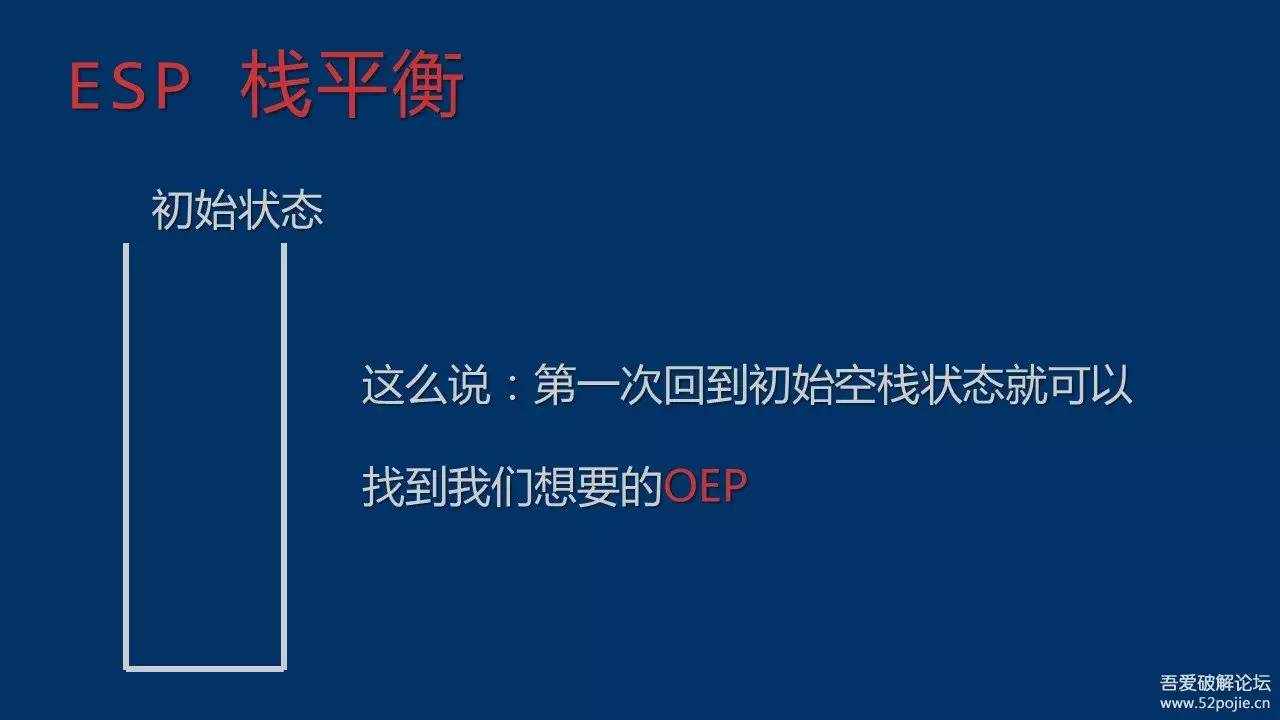 ESP 栈平衡
初始状态
这么说：第一次回到初始空栈状态就可以
找到我们想要的OEP
吾爱破解论坛
www.52pojie.cn